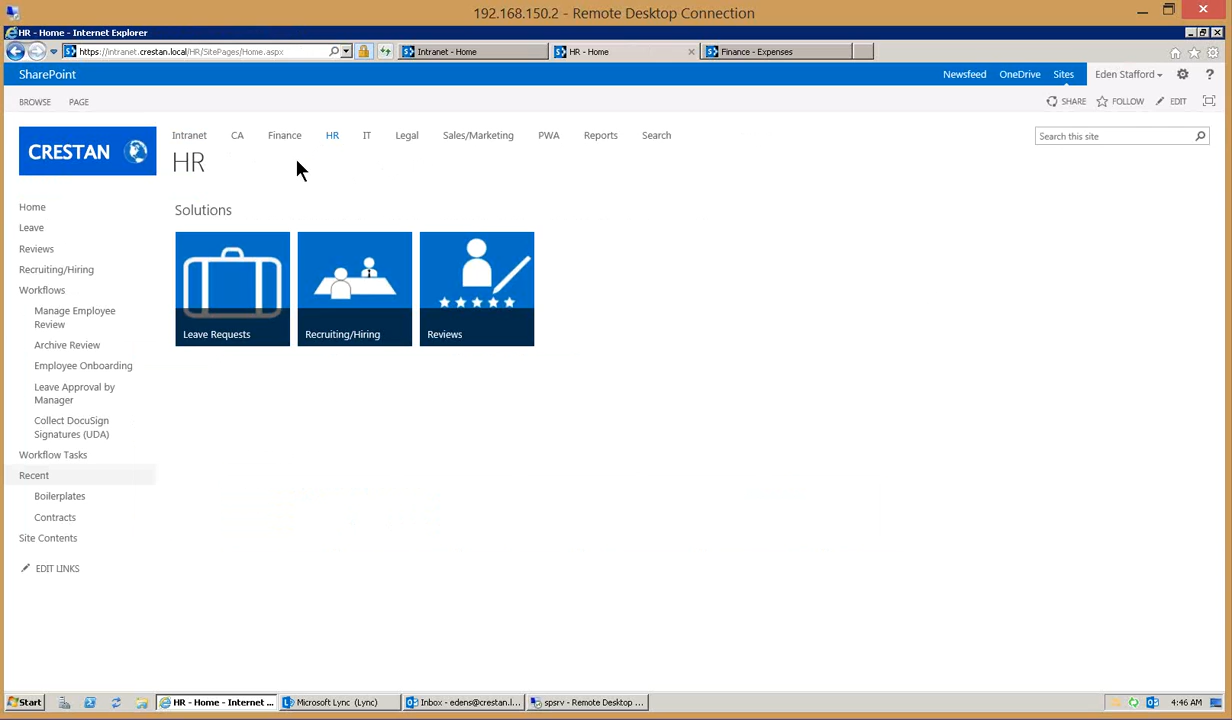 192.168.150.2 - Remote Desktop Connection
HR - Home - Internet Explorer
https://intranet.crestan.local/HR/SitePages/Home.aspx
Intranet - Home
HR - Home
Finance - Expenses
SharePoint
Newsfeed
OneDrive
Sites
Eden Stafford
?
BROWSE
PAGE
SHARE
FOLLOW
EDIT
CRESTAN
Intranet
CA
Finance
HR
IT
Legal
Sales/Marketing
PWA
Reports
Search
Search this site
HR
Home
Leave
Reviews
Recruiting/Hiring
Workflows
Manage Employee
Review
Archive Review
Employee Onboarding
Leave Approval by
Manager
Collect DocuSign
Signatures (UDA)
Workflow Tasks
Recent
Boilerplates
Contracts
Site Contents
EDIT LINKS
Solutions
Leave Requests
Recruiting/Hiring
Reviews
Start
HR - Home - Internet ...
Microsoft Lync (Lync)
Inbox - edens@crestan.l...
spsrv - Remote Desktop ...
4:46 AM